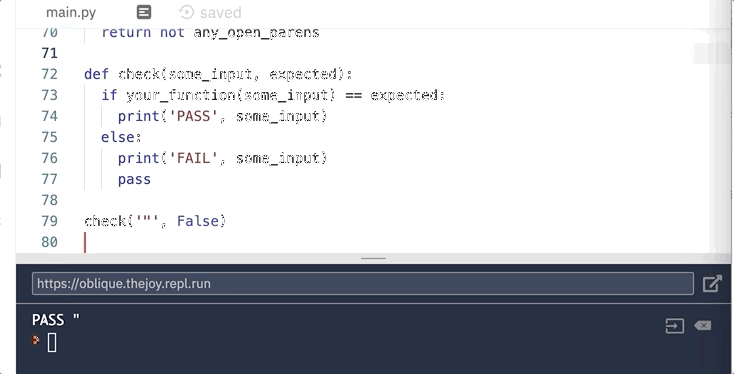 main.py saved
70 return not any_open_parens
71
72 def check(some_input, expected):
73 if your_function(some_input) == expected:
74 print('PASS', some_input)
75 else:
76 print('FAIL', some_input)
77 pass
78
79 check('"', False)
80
https://oblique.thejoy.repl.run
PASS "